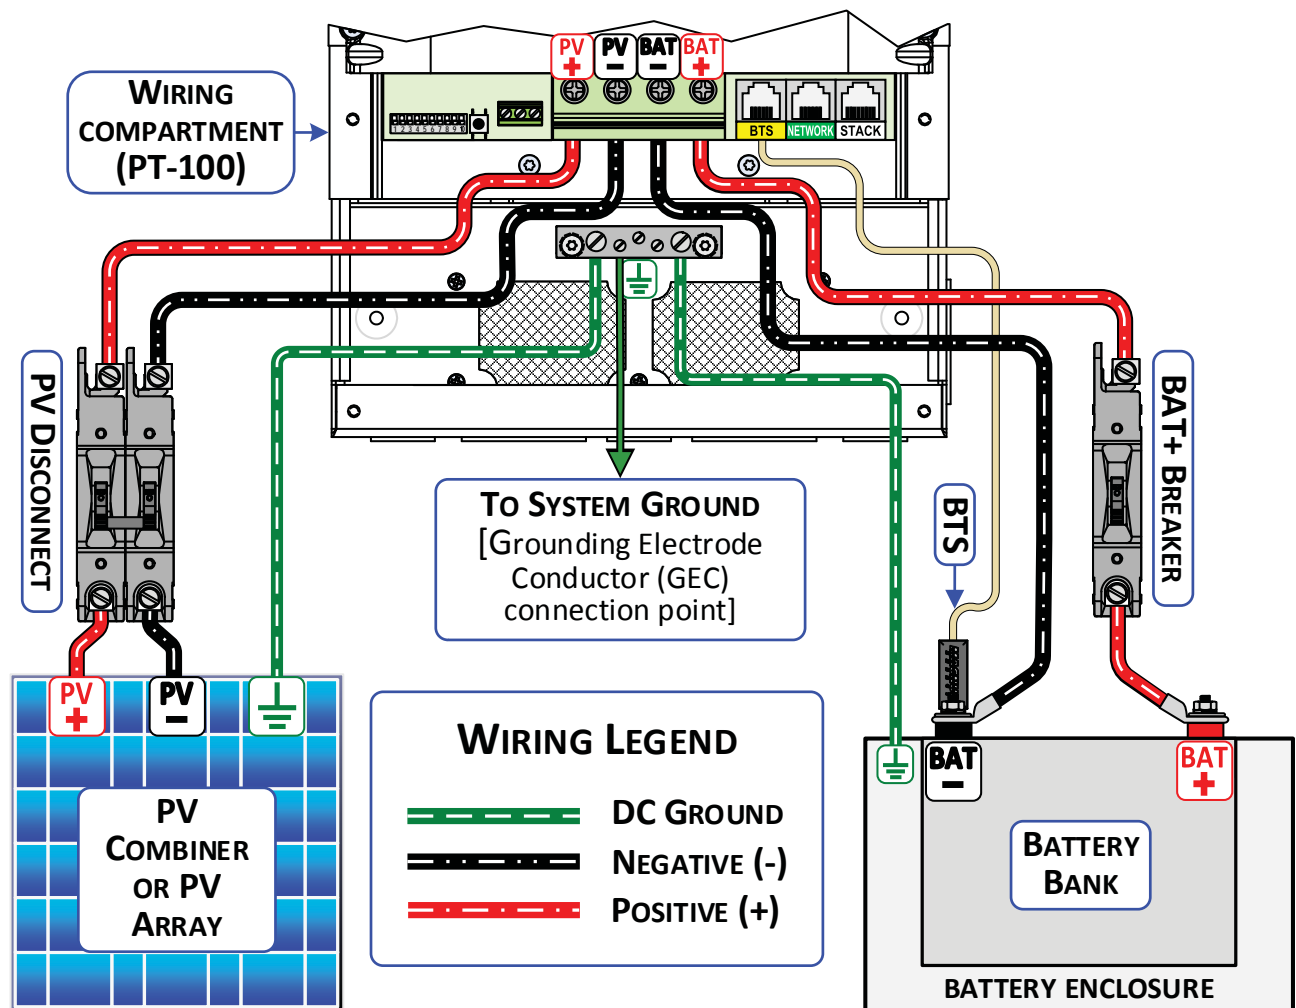 PV
+
PV
-
BAT
-
BAT
+
WIRING
COMPARTMENT
(PT-100)
1 2 3 4 5 6 7 8 9 10
BTS
NETWORK
STACK
PV DISCONNECT
BAT+ BREAKER
BTS
TO SYSTEM GROUND
[Grounding Electrode
Conductor (GEC)
connection point]
PV
+
PV
-
WIRING LEGEND
DC GROUND
NEGATIVE (-)
POSITIVE (+)
PV
COMBINER
OR PV
ARRAY
BAT
-
BAT
+
BATTERY
BANK
BATTERY ENCLOSURE